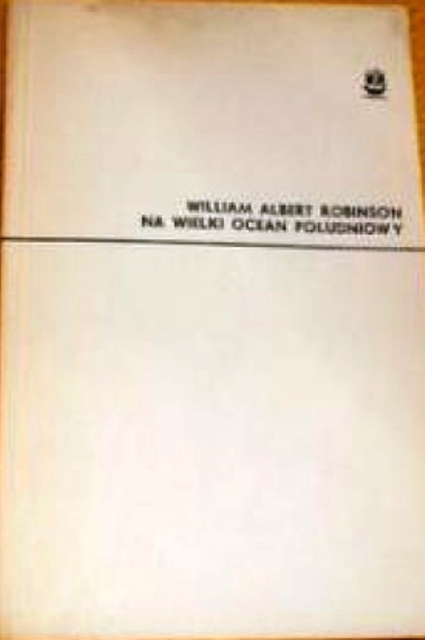 WILLIAM ALBERT ROBINSON
NA WIELKI OCEAN POŁUDNIOWY